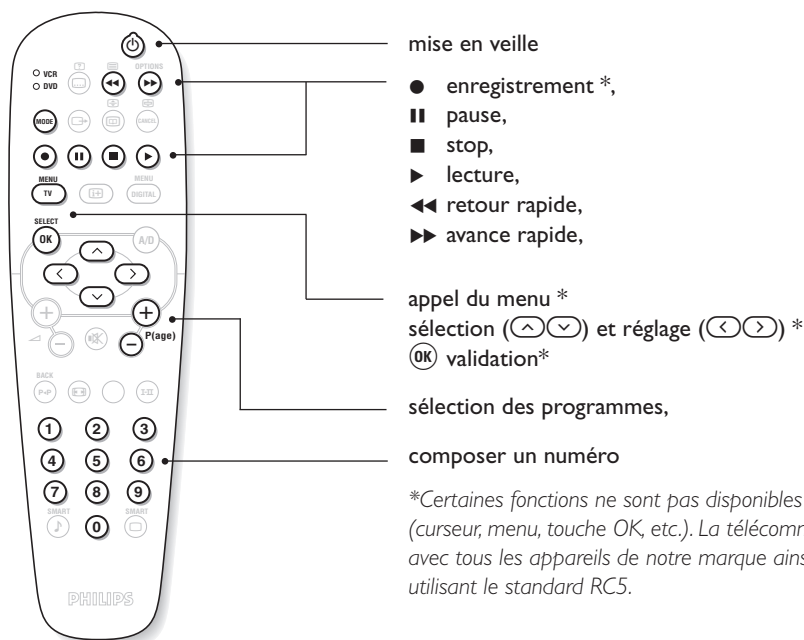 mise en veille
VCR
DVD
?
OPTIONS
MODE
CANCEL
● enregistrement *,
II pause,
■ stop,
▶ lecture,
◀◀ retour rapide,
▶▶ avance rapide,
MENU
TV
i+
MENU
DIGITAL
SELECT
OK
A/D
appel du menu *
sélection (⌃⌄) et réglage (<>) *
OK validation*
+
+
−
−
P(age)
sélection des programmes,
BACK
P•P
I-II
1 2 3
4 5 6
composer un numéro
7 8 9
SMART
SMART
♪
0
*Certaines fonctions ne sont pas disponibles
(curseur, menu, touche OK, etc.). La
avec tous les appareils de notre marque
utilisant le standard RC5.
PHILIPS